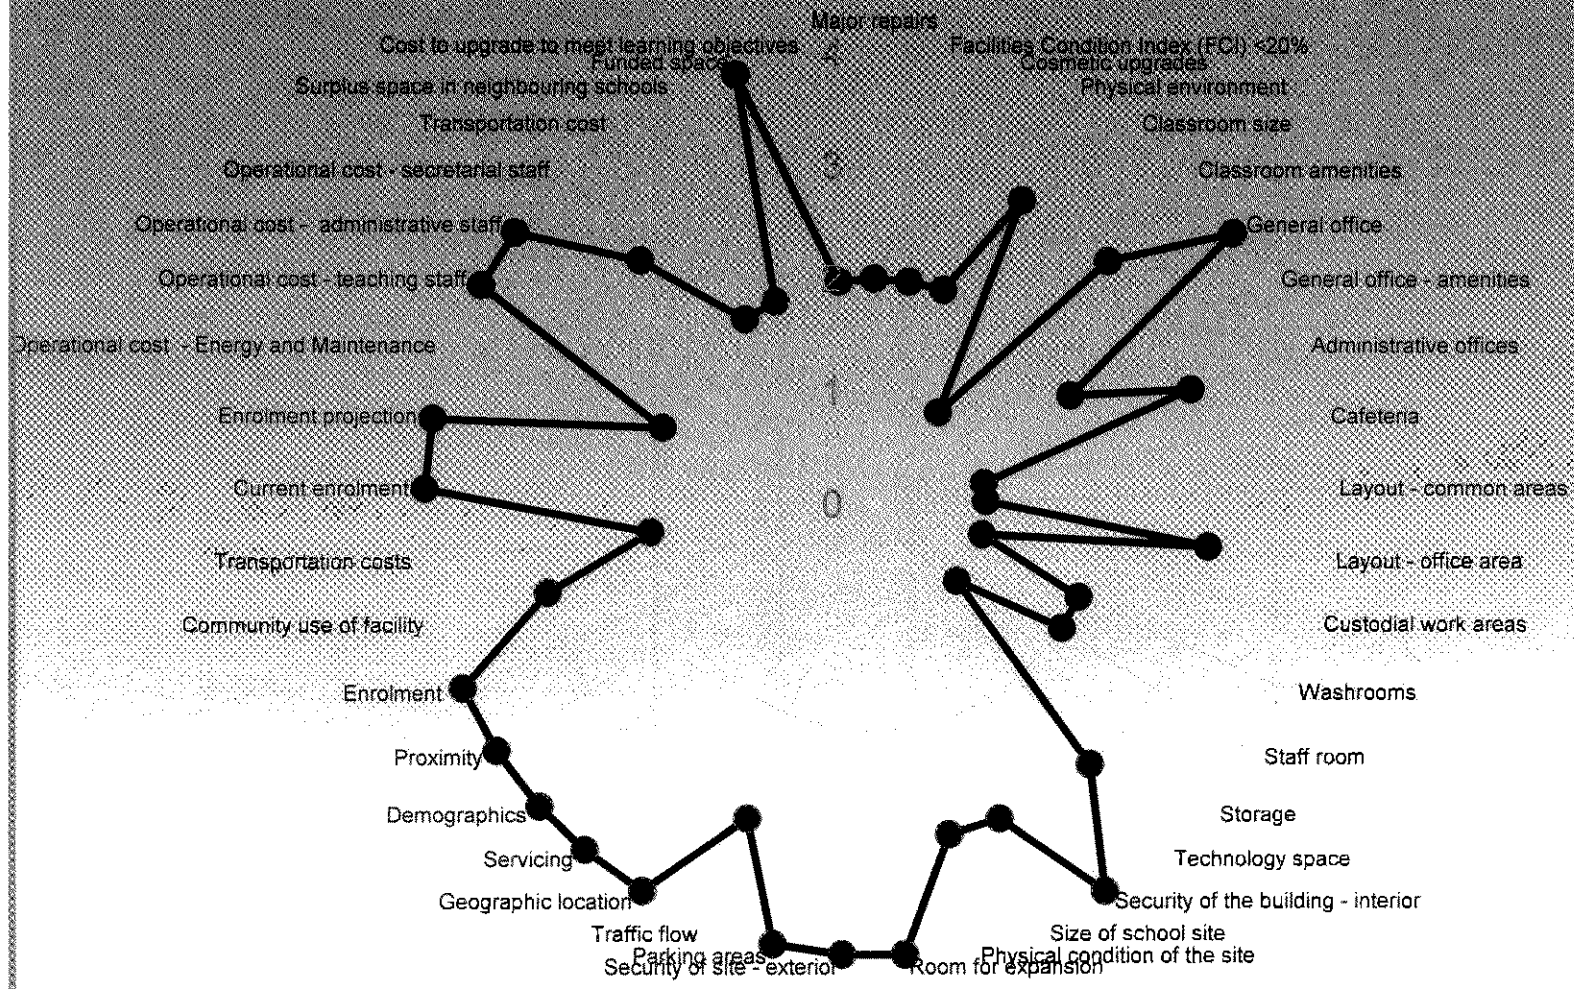 Major repairs
Cost to upgrade to meet learning objectives
Facilities Condition Index (FCI) <20%
4
Funded space
Cosmetic upgrades
Surplus space in neighbouring schools
Physical environment
Transportation cost
Classroom size
3
Operational cost - secretarial staff
Classroom amenities
Operational cost - administrative staff
General office
2
Operational cost - teaching staff
General office - amenities
Operational cost - Energy and Maintenance
Administrative offices
1
Enrolment projection
Cafeteria
Current enrolment
Layout - common areas
0
Transportation costs
Layout - office area
Community use of facility
Custodial work areas
Enrolment
Washrooms
Proximity
Staff room
Demographics
Storage
Servicing
Technology space
Geographic location
Security of the building - interior
Traffic flow
Size of school site
Parking areas
Physical condition of the site
Security of site - exterior
Room for expansion